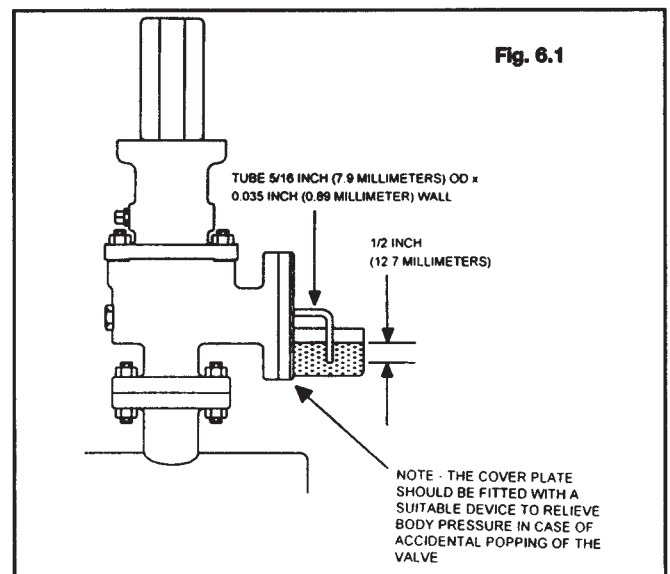 Fig. 6.1
TUBE 5/16 INCH (7.9 MILLIMETERS) OD x
0.035 INCH (0.89 MILLIMETER) WALL
1/2 INCH
(12 7 MILLIMETERS)
NOTE - THE COVER PLATE
SHOULD BE FITTED WITH A
SUITABLE DEVICE TO RELIEVE
BODY PRESSURE IN CASE OF
ACCIDENTAL POPPING OF THE
VALVE